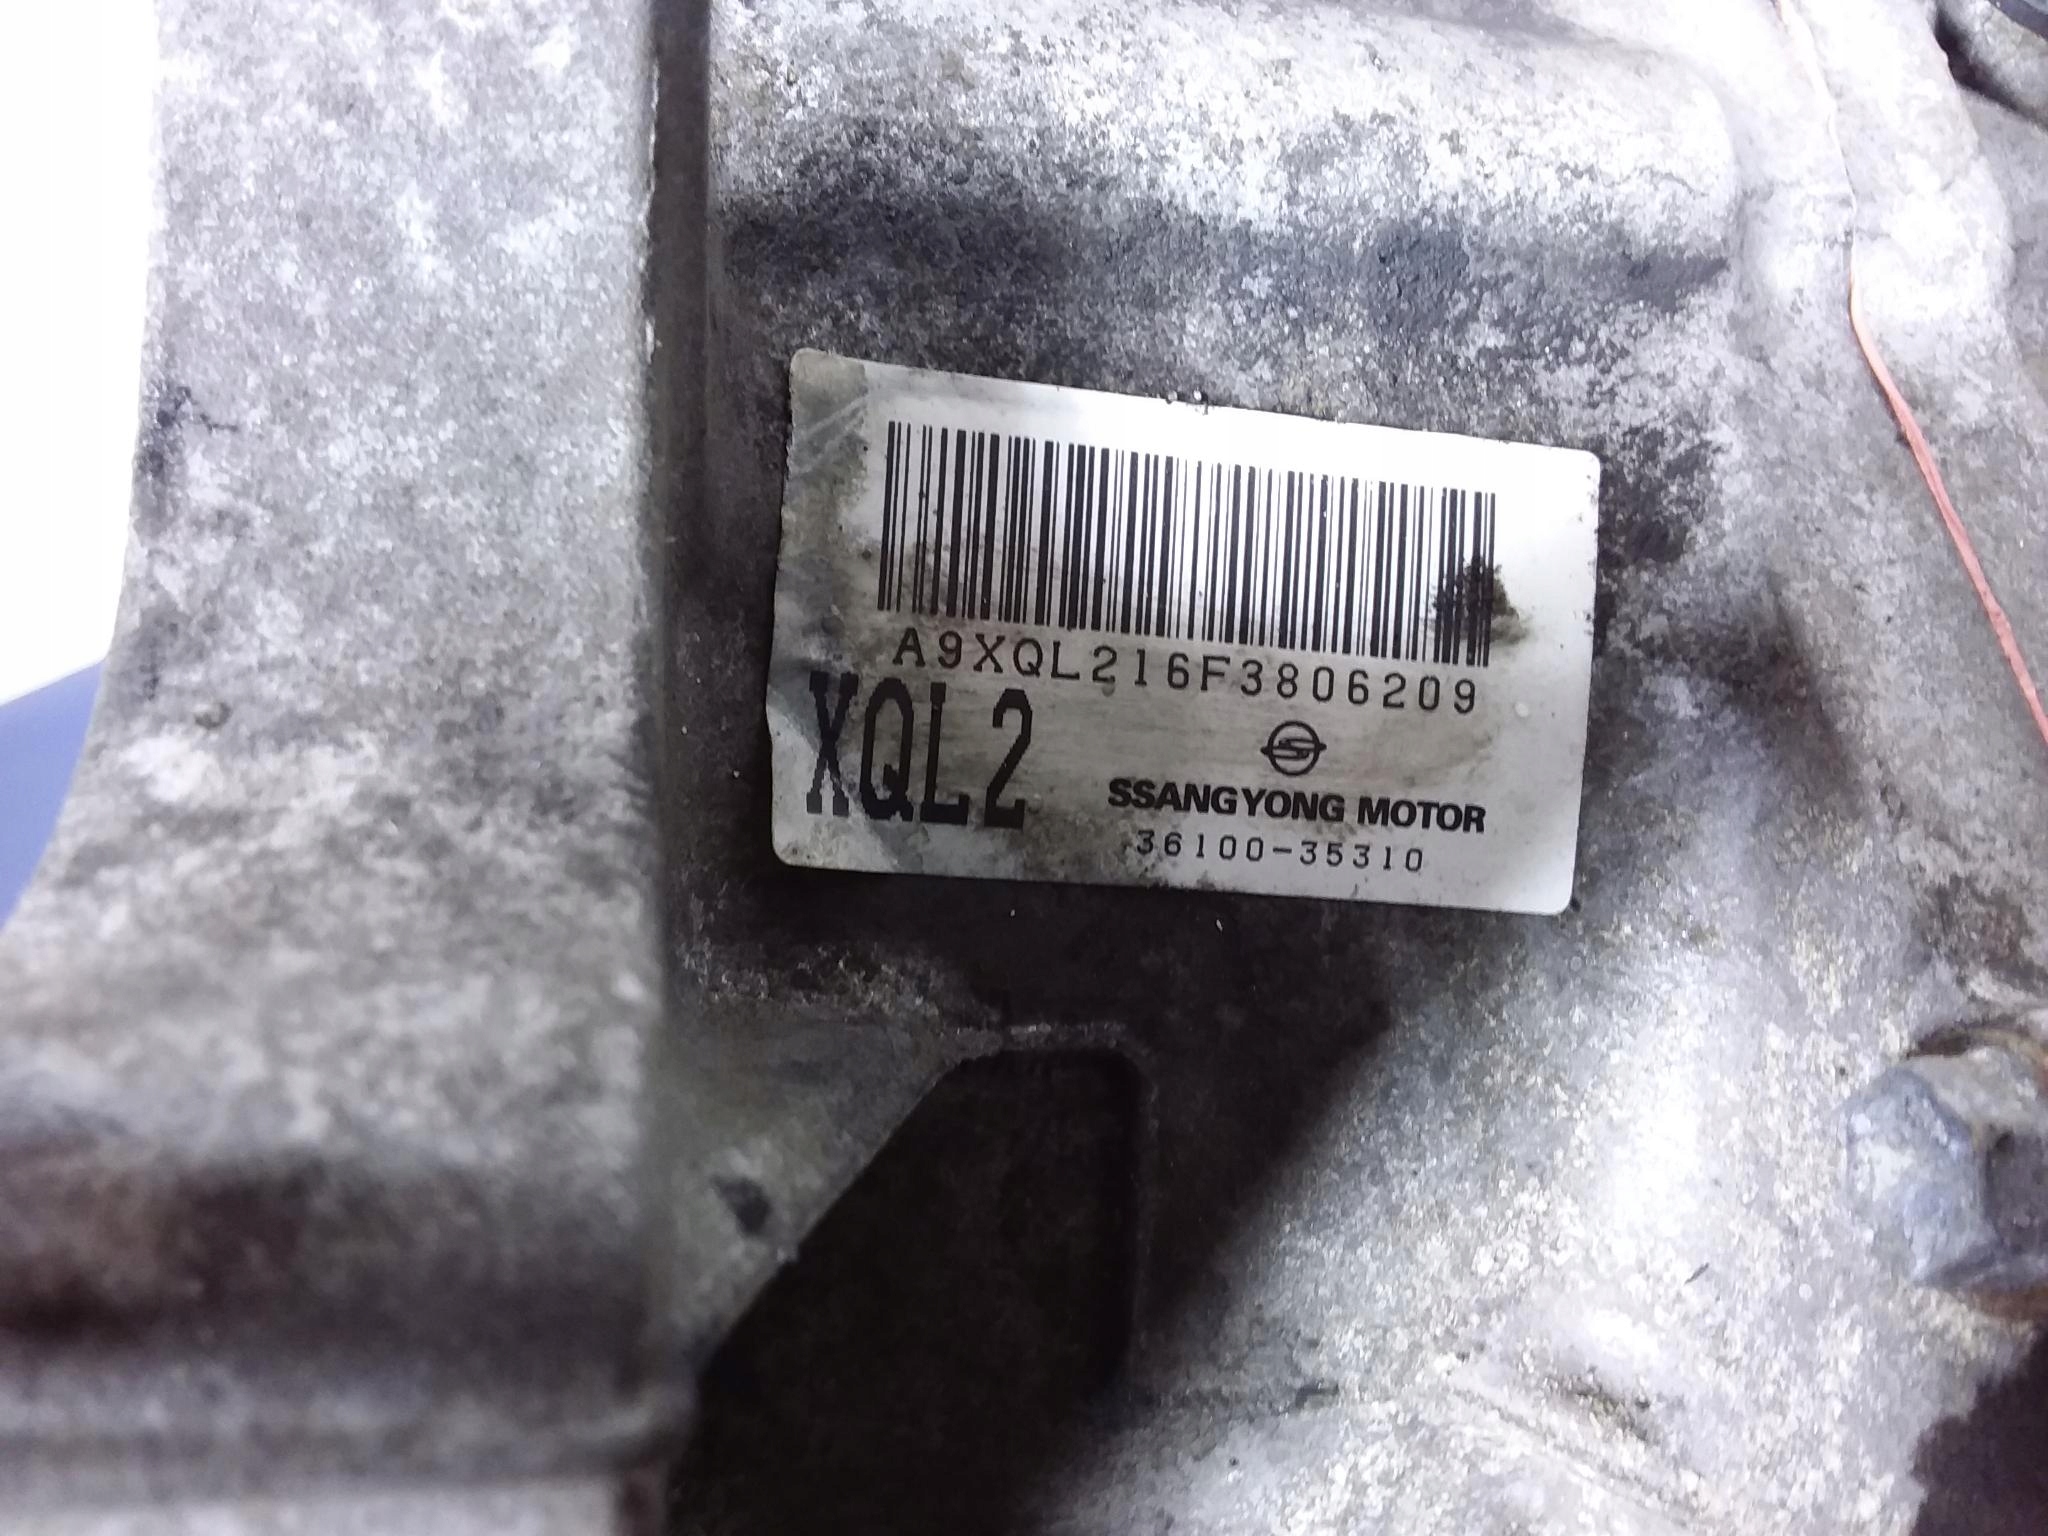 A9XQL216F3806209
XQL2
SSANGYONG MOTOR
36100-35310